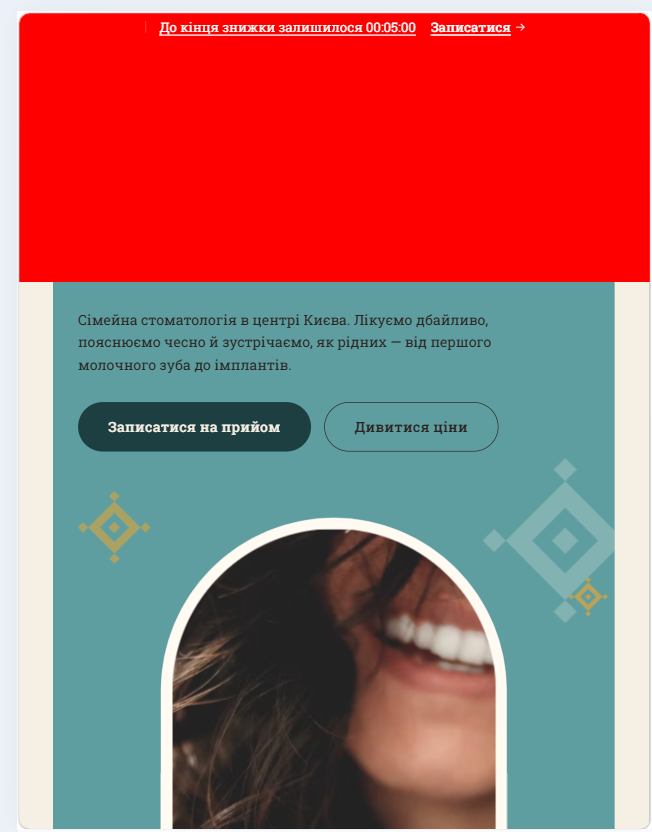 До кінця знижки залишилося 00:05:00 Записатися →
Сімейна стоматологія в центрі Києва. Лікуємо дбайливо,
пояснюємо чесно й зустрічаємо, як рідних — від першого
молочного зуба до імплантів.
Записатися на прийом
Дивитися ціни